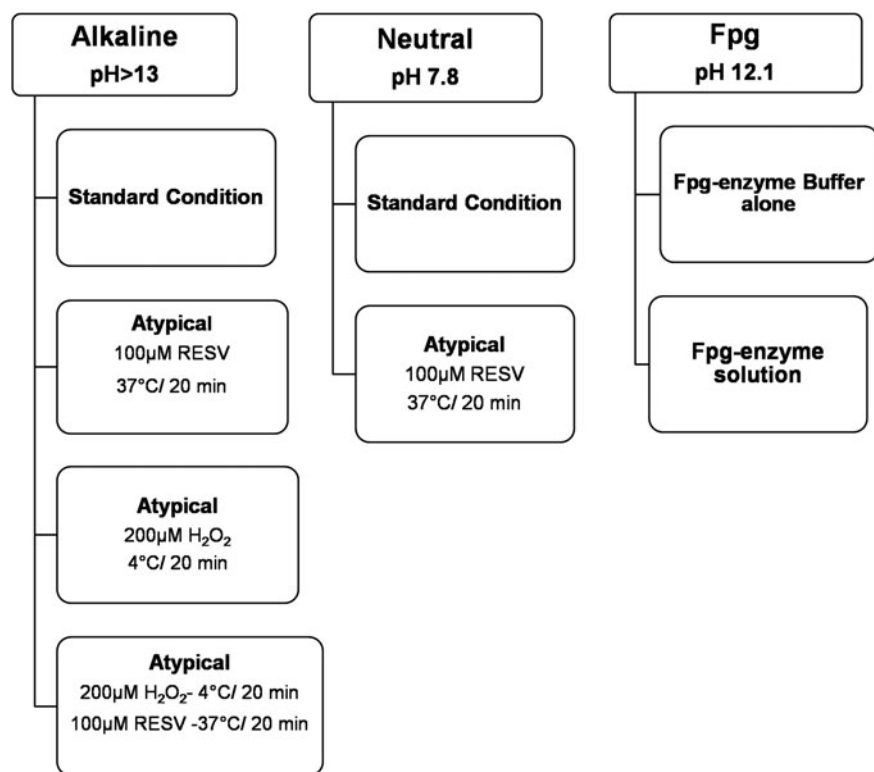 Alkaline
pH>13
Standard Condition
Atypical
100µM RESV
37°C/ 20 min
Atypical
200µM H₂O₂
4°C/ 20 min
Atypical
200µM H₂O₂- 4°C/ 20 min
100µM RESV -37°C/ 20 min
Neutral
pH 7.8
Standard Condition
Atypical
100µM RESV
37°C/ 20 min
Fpg
pH 12.1
Fpg-enzyme Buffer
alone
Fpg-enzyme
solution